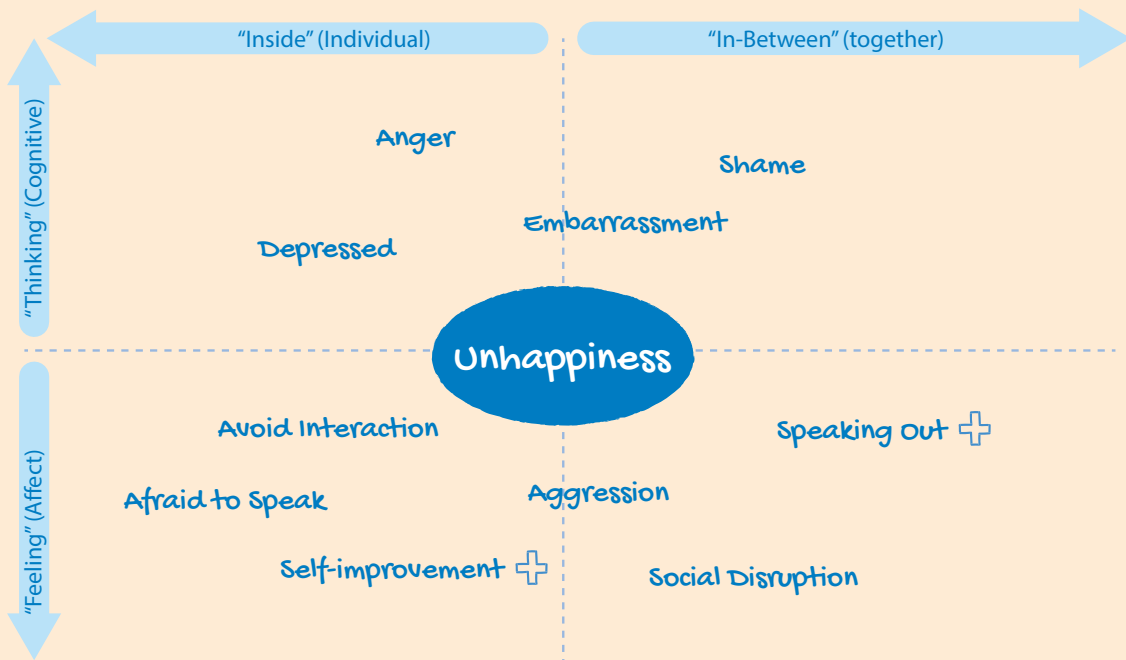 “Inside” (Individual)
“In-Between” (together)
“Thinking” (Cognitive)
Anger
Shame
Embarrassment
Depressed
Unhappiness
“Feeling” (Affect)
Avoid Interaction
Speaking Out
Afraid to Speak
Aggression
Self-improvement
Social Disruption